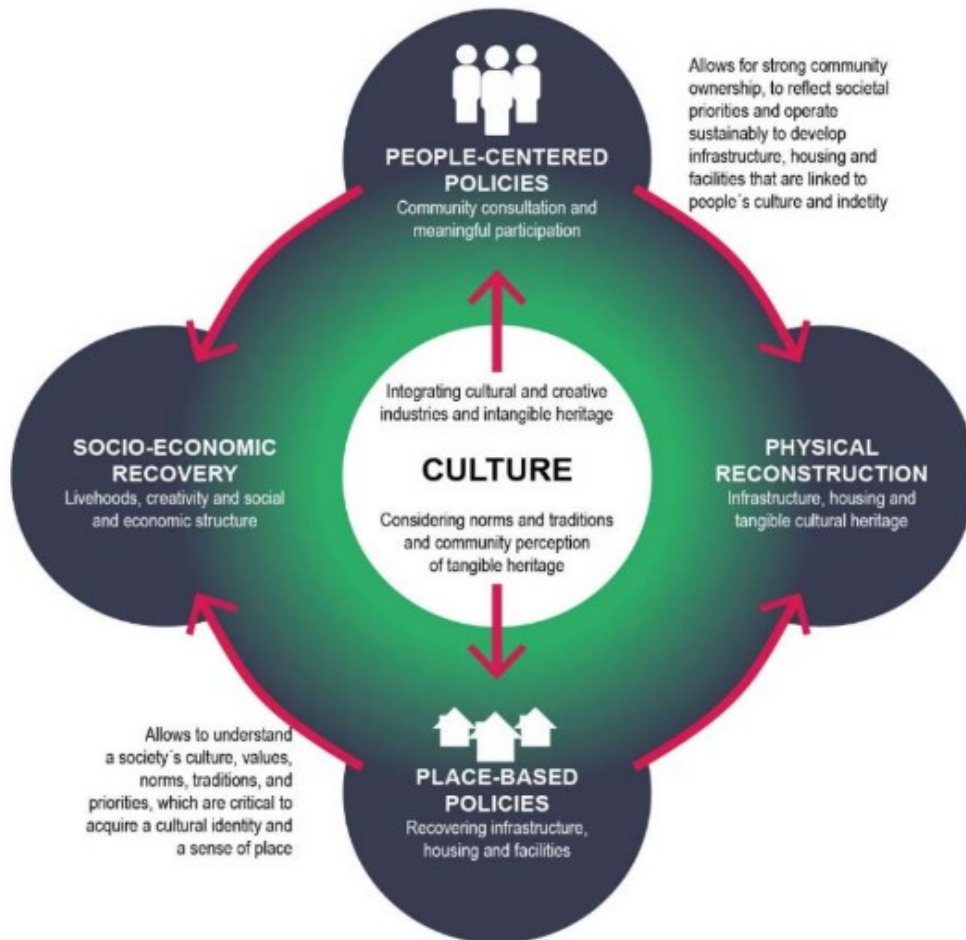 PEOPLE-CENTERED
POLICIES
Community consultation and
meaningful participation
Allows for strong community
ownership, to reflect societal
priorities and operate
sustainably to develop
infrastructure, housing and
facilities that are linked to
people´s culture and indetity
SOCIO-ECONOMIC
RECOVERY
Livehoods, creativity and social
and economic structure
Integrating cultural and creative
industries and intangible heritage
CULTURE
Considering norms and traditions
and community perception
of tangible heritage
PHYSICAL
RECONSTRUCTION
Infrastructure, housing and
tangible cultural heritage
Allows to understand
a society´s culture, values,
norms, traditions, and
priorities, which are critical to
acquire a cultural identity and
a sense of place
PLACE-BASED
POLICIES
Recovering infrastructure,
housing and facilities